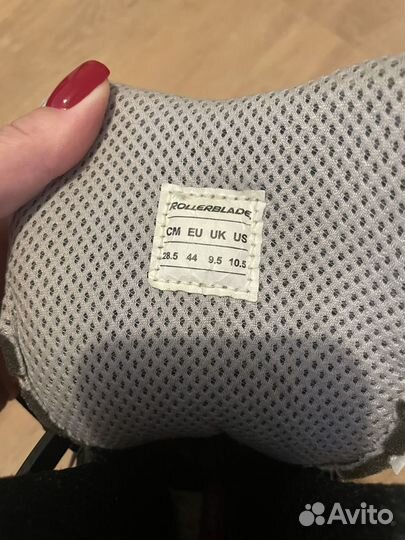 ROLLERBLADE
CM EU UK US
28.5 44 9.5 10.5
Avito